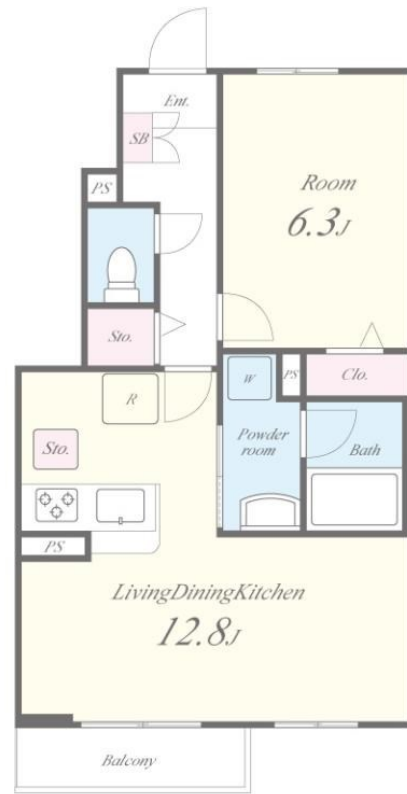 Ent.
SB
PS
Room
6.3J
Sto.
R
W
PS
Clo.
Sto.
Powder
room
Bath
PS
LivingDiningKitchen
12.8J
Balcony